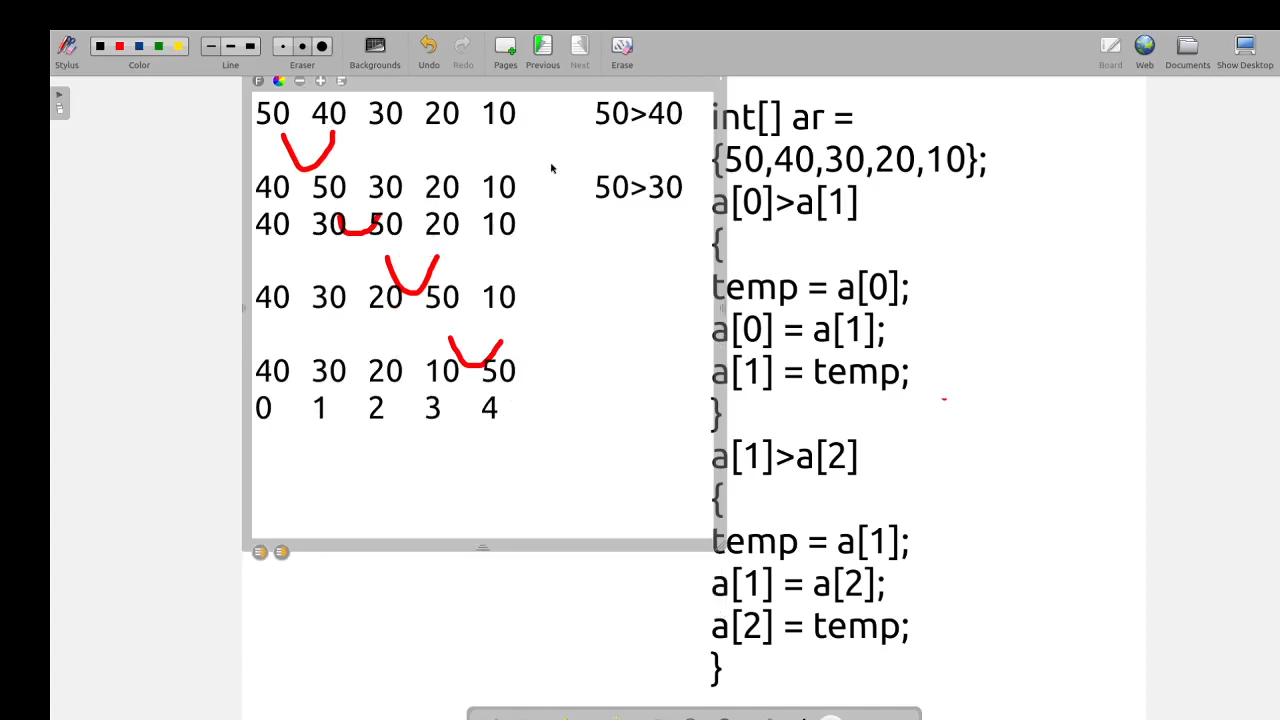 Stylus Color Line Eraser Backgrounds Undo Redo Pages Previous Next Erase Board Web Documents Show Desktop
50 40 30 20 10 50>40
40 50 30 20 10 50>30
40 30 50 20 10
40 30 20 50 10
40 30 20 10 50
0 1 2 3 4
int[] ar =
{50,40,30,20,10};
a[0]>a[1]
{
temp = a[0];
a[0] = a[1];
a[1] = temp;
}
a[1]>a[2]
{
temp = a[1];
a[1] = a[2];
a[2] = temp;
}